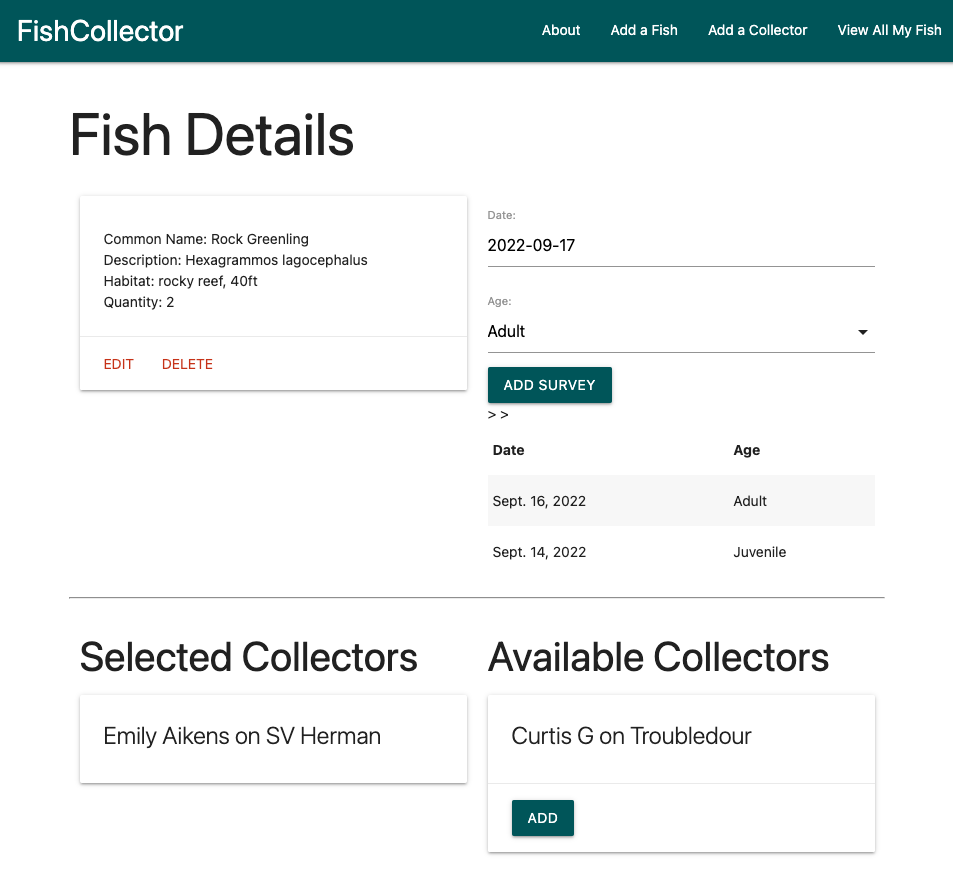 FishCollector
About
Add a Fish
Add a Collector
View All My Fish
Fish Details
Common Name: Rock Greenling
Description: Hexagrammos lagocephalus
Habitat: rocky reef, 40ft
Quantity: 2
EDIT
DELETE
Date:
2022-09-17
Age:
Adult
ADD SURVEY
> >
Date Age
Sept. 16, 2022 Adult
Sept. 14, 2022 Juvenile
Selected Collectors
Emily Aikens on SV Herman
Available Collectors
Curtis G on Troubledour
ADD